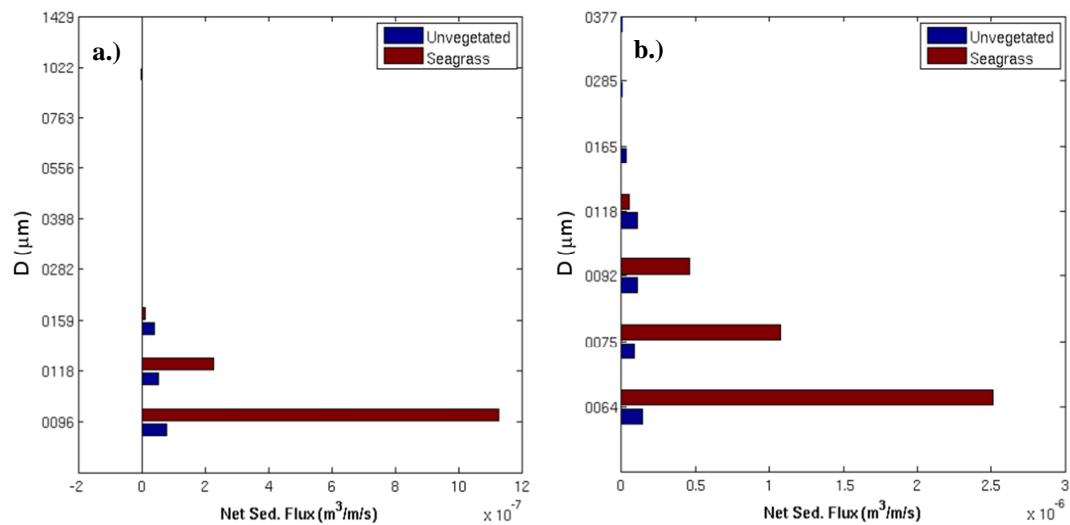 a.)
1429
1022
0763
0556
0398
0282
0159
0118
0096
D (μm)
Unvegetated
Seagrass
-2 0 2 4 6 8 10 12
Net Sed. Flux (m³/m/s) x 10⁻⁷
b.)
0377
0285
0165
0118
0092
0075
0064
D (μm)
Unvegetated
Seagrass
0 0.5 1 1.5 2 2.5 3
Net Sed. Flux (m³/m/s) x 10⁻⁶